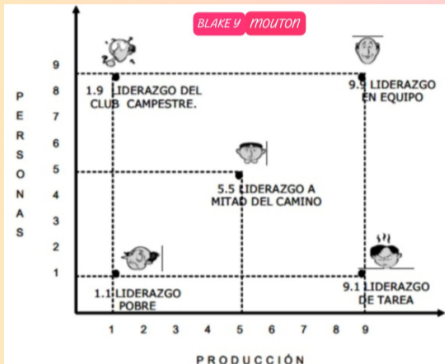 BLAKE Y MOUTON
9
8
7
6
5
4
3
2
1
PERSONAS
1.9 LIDERAZGO DEL
CLUB CAMPESTRE.
9.9 LIDERAZGO
EN EQUIPO
5.5 LIDERAZGO A
MITAD DEL CAMINO
1.1 LIDERAZGO
POBRE
9.1 LIDERAZGO
DE TAREA
1 2 3 4 5 6 7 8 9
PRODUCCIÓN